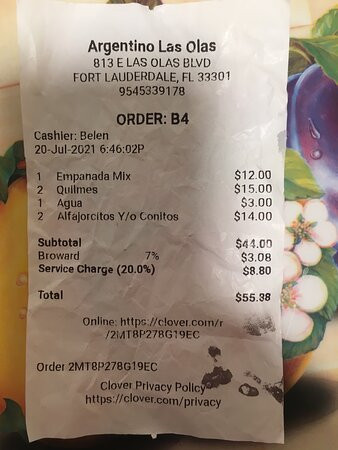 Argentino Las Olas
813 E LAS OLAS BLVD
FORT LAUDERDALE, FL 33301
9545339178
ORDER: B4
Cashier: Belen
20-Jul-2021 6:46:02P
1 Empanada Mix $12.00
2 Quilmes $15.00
1 Agua $3.00
2 Alfajorcitos Y/o Conitos $14.00
Subtotal $44.00
Broward 7% $3.08
Service Charge (20.0%) $8.80
Total $55.88
Online: https://clover.com/r
/2MT8P278G19EC
Order 2MT8P278G19EC
Clover Privacy Policy
https://clover.com/privacy